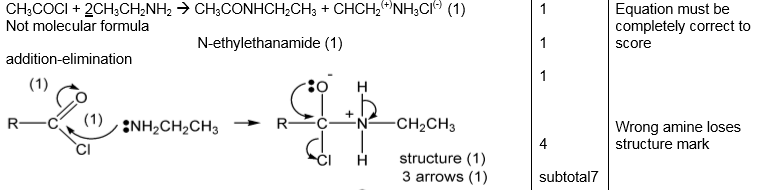 CH₃COCl + 2CH₃CH₂NH₂ → CH₃CONHCH₂CH₃ + CHCH₂⁽⁺⁾NH₃Cl⁽⁻⁾ (1) 1 Equation must be
Not molecular formula completely correct to
N-ethylethanamide (1) 1 score
addition-elimination
1
(1) O :O⁻ H
R—C (1) :NH₂CH₂CH₃ → R—C—N⁺—CH₂CH₃ Wrong amine loses
4 structure mark
Cl Cl H structure (1)
3 arrows (1) subtotal7